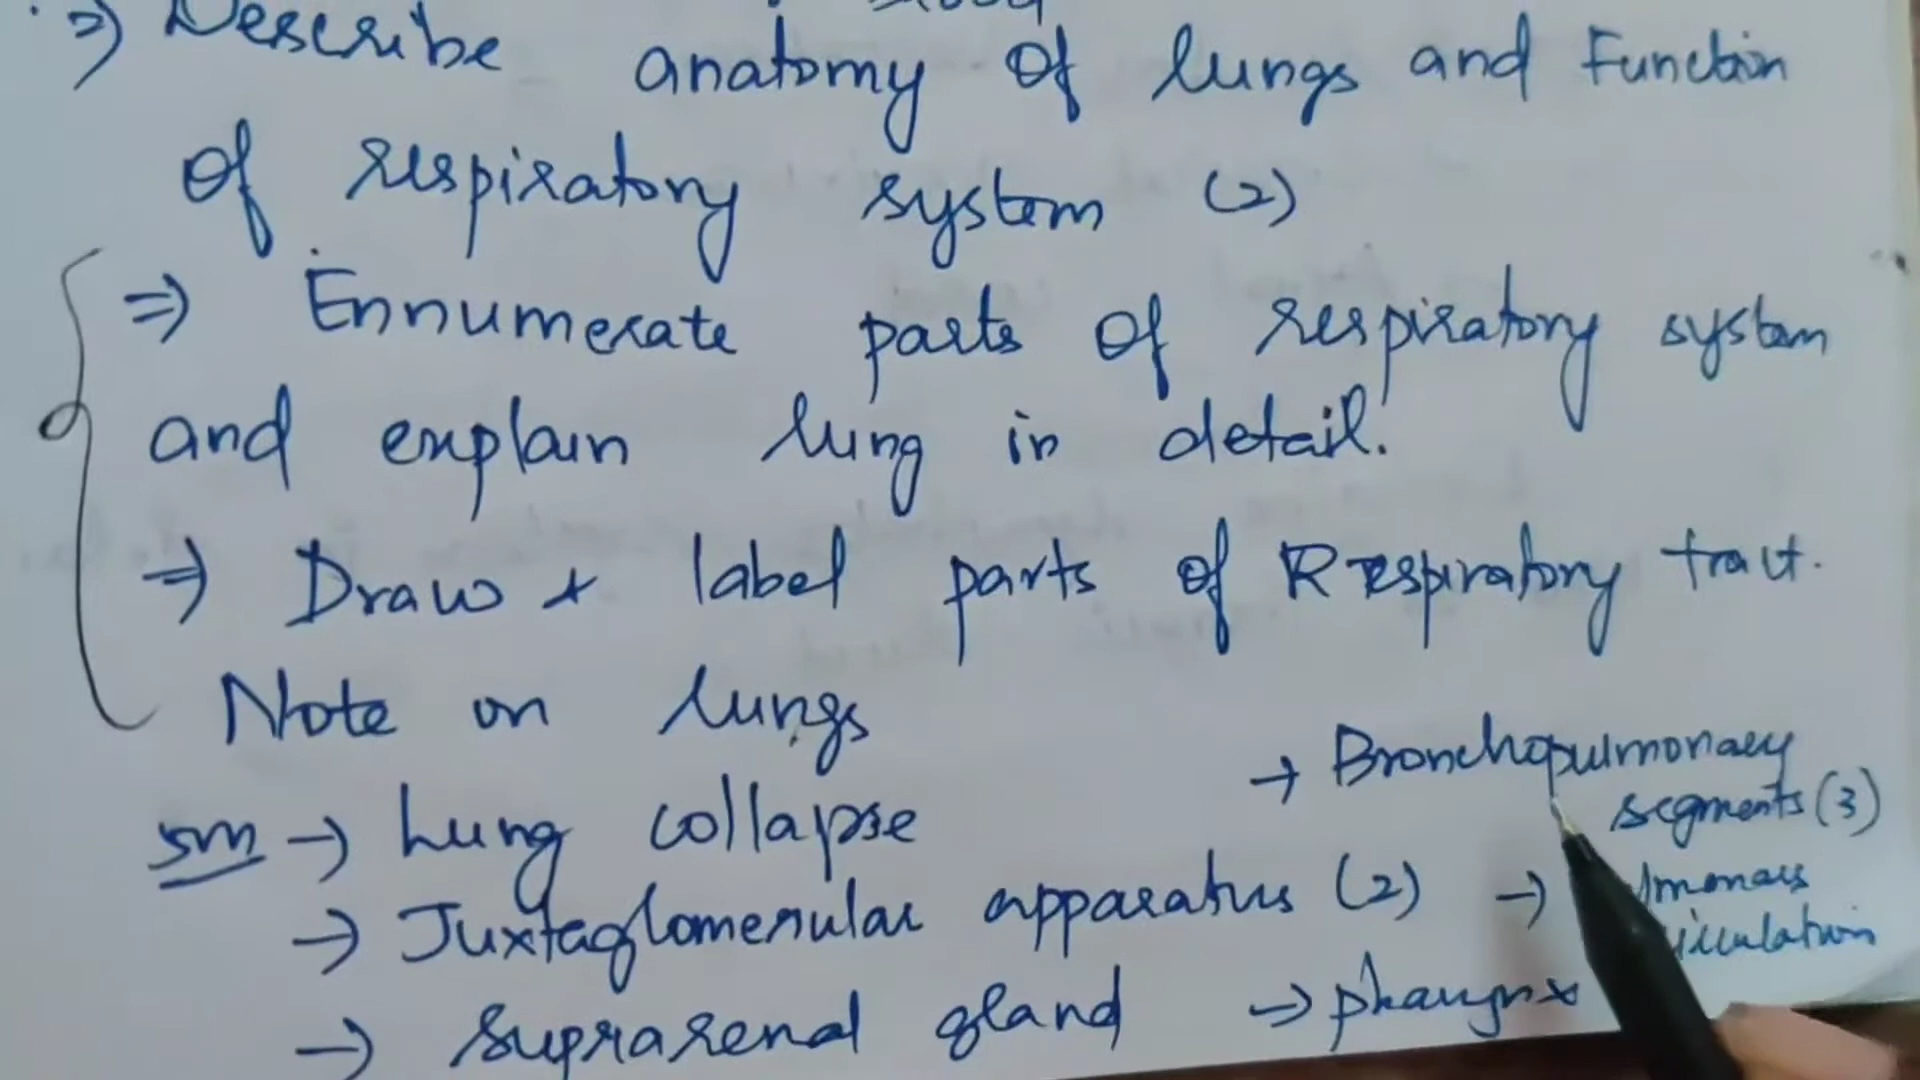 ⇒ Describe anatomy of lungs and Function
of respiratory system (2)
⇒ Ennumerate parts of respiratory system
and explain lung in detail.
⇒ Draw + label parts of Respiratory tract.
Note on lungs
5m → Lung collapse
→ Bronchopulmonary
segments (3)
→ Juxtaglomerular apparatus (2)
→ Suprarenal gland
→ pharynx